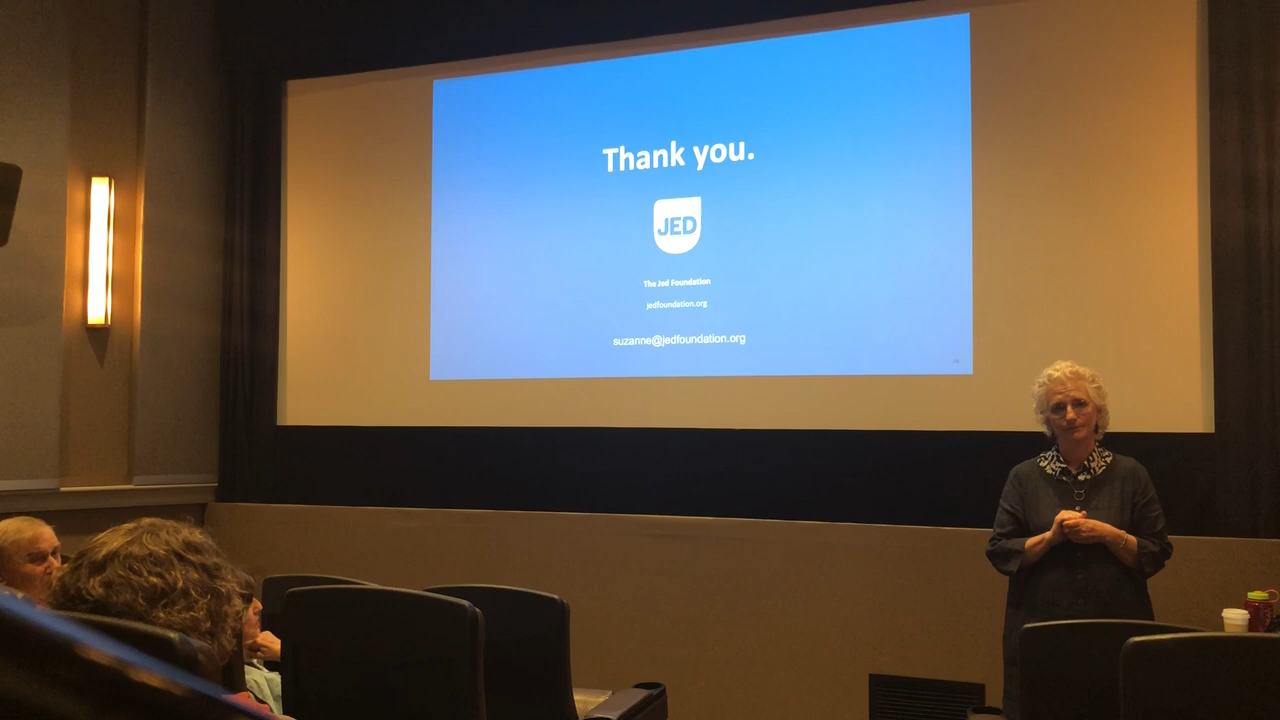 Thank you.
JED
The Jed Foundation
jedfoundation.org
suzanne@jedfoundation.org